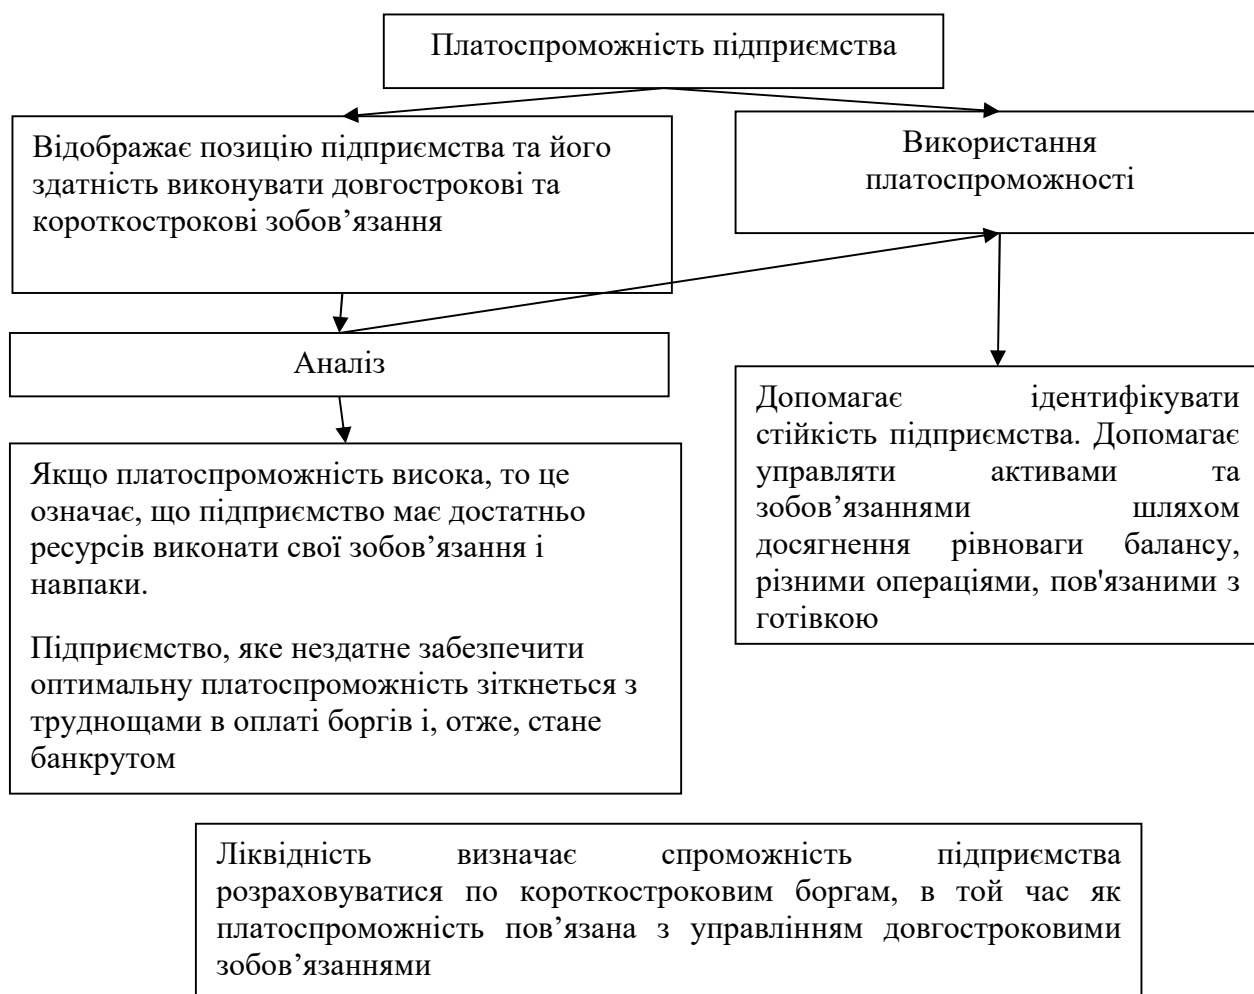 Платоспроможність підприємства
Відображає позицію підприємства та його
здатність виконувати довгострокові та
короткострокові зобов’язання
Використання
платоспроможності
Аналіз
Якщо платоспроможність висока, то це
означає, що підприємство має достатньо
ресурсів виконати свої зобов’язання і
навпаки.
Підприємство, яке нездатне забезпечити
оптимальну платоспроможність зіткнеться з
труднощами в оплаті боргів і, отже, стане
банкрутом
Допомагає ідентифікувати
стійкість підприємства. Допомагає
управляти активами та
зобов’язаннями шляхом
досягнення рівноваги балансу,
різними операціями, пов'язаними з
готівкою
Ліквідність визначає спроможність підприємства
розраховуватися по короткостроковим боргам, в той час як
платоспроможність пов’язана з управлінням довгостроковими
зобов’язаннями